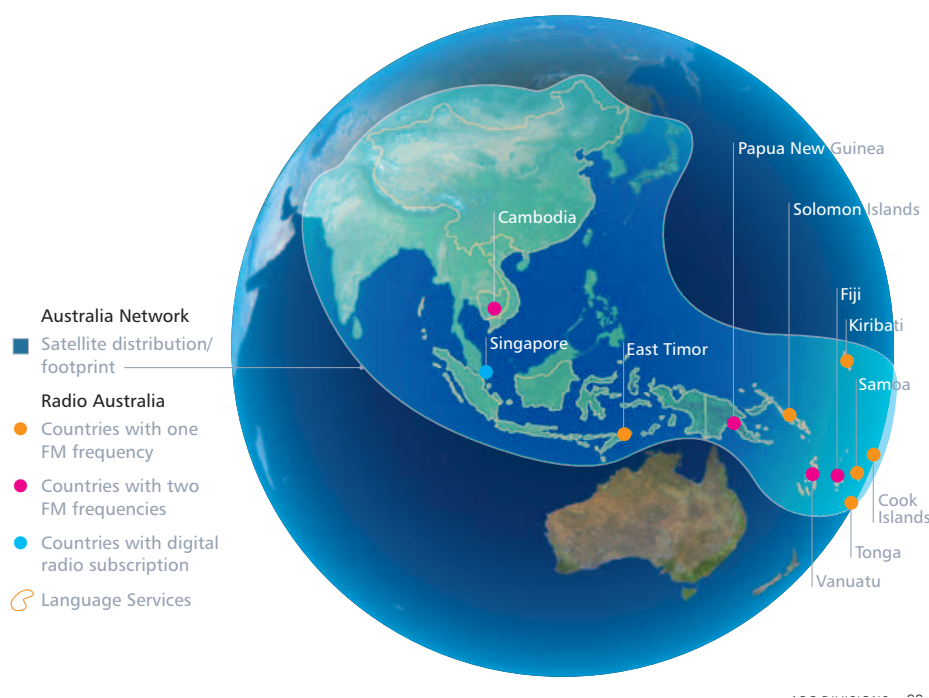 Papua New Guinea
Solomon Islands
Cambodia
Fiji
Kiribati
Singapore
East Timor
Samoa
Cook
Islands
Tonga
Vanuatu
Australia Network
Satellite distribution/
footprint
Radio Australia
Countries with one
FM frequency
Countries with two
FM frequencies
Countries with digital
radio subscription
Language Services